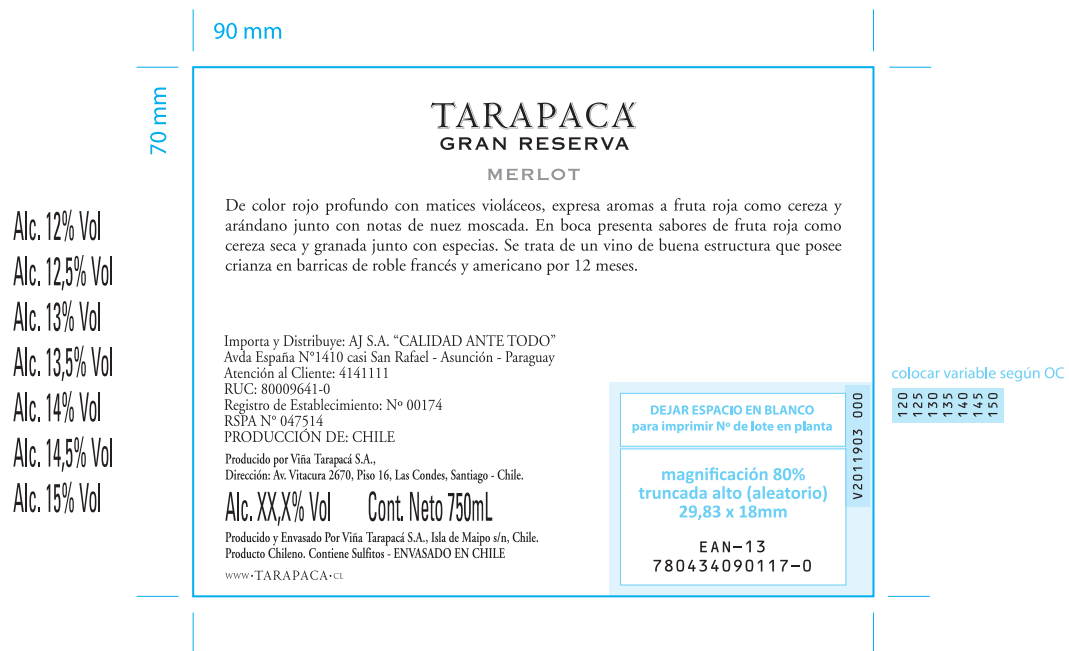 90 mm
70 mm
TARAPACÁ
GRAN RESERVA
MERLOT
De color rojo profundo con matices violáceos, expresa aromas a fruta roja como cereza y
arándano junto con notas de nuez moscada. En boca presenta sabores de fruta roja como
cereza seca y granada junto con especias. Se trata de un vino de buena estructura que posee
crianza en barricas de roble francés y americano por 12 meses.
Alc. 12% Vol
Alc. 12,5% Vol
Alc. 13% Vol
Alc. 13,5% Vol
Alc. 14% Vol
Alc. 14,5% Vol
Alc. 15% Vol
Importa y Distribuye: AJ S.A. “CALIDAD ANTE TODO”
Avda España N°1410 casi San Rafael - Asunción - Paraguay
Atención al Cliente: 4141111
RUC: 80009641-0
Registro de Establecimiento: Nº 00174
RSPA N° 047514
PRODUCCIÓN DE: CHILE
Producido por Viña Tarapacá S.A.,
Dirección: Av. Vitacura 2670, Piso 16, Las Condes, Santiago - Chile.
Alc. XX,X% Vol Cont. Neto 750mL
Producido y Envasado Por Viña Tarapacá S.A., Isla de Maipo s/n, Chile.
Producto Chileno. Contiene Sulfitos - ENVASADO EN CHILE
WWW•TARAPACA•CL
DEJAR ESPACIO EN BLANCO
para imprimir Nº de lote en planta
magnificación 80%
truncada alto (aleatorio)
29,83 x 18mm
EAN-13
780434090117-0
V2011903 000
colocar variable según OC
120
125
130
135
140
145
150